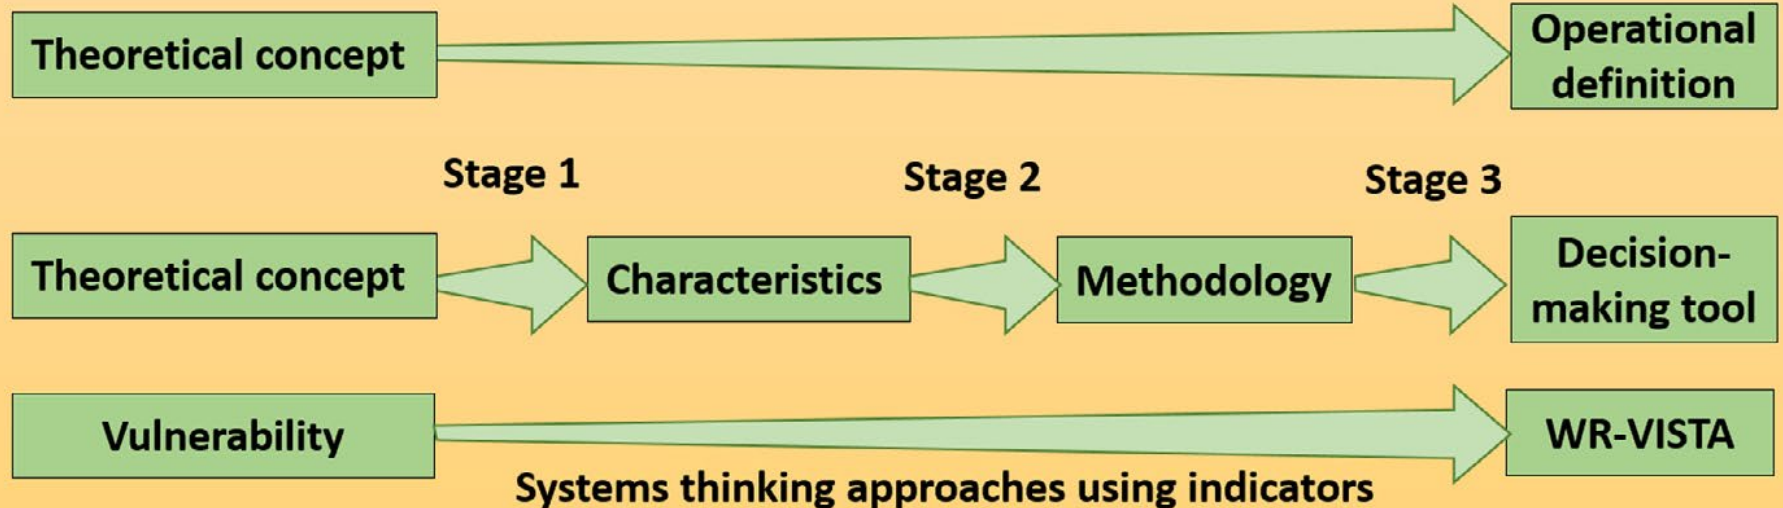 Theoretical concept
Operational
definition
Stage 1
Stage 2
Stage 3
Theoretical concept
Characteristics
Methodology
Decision-
making tool
Vulnerability
WR-VISTA
Systems thinking approaches using indicators